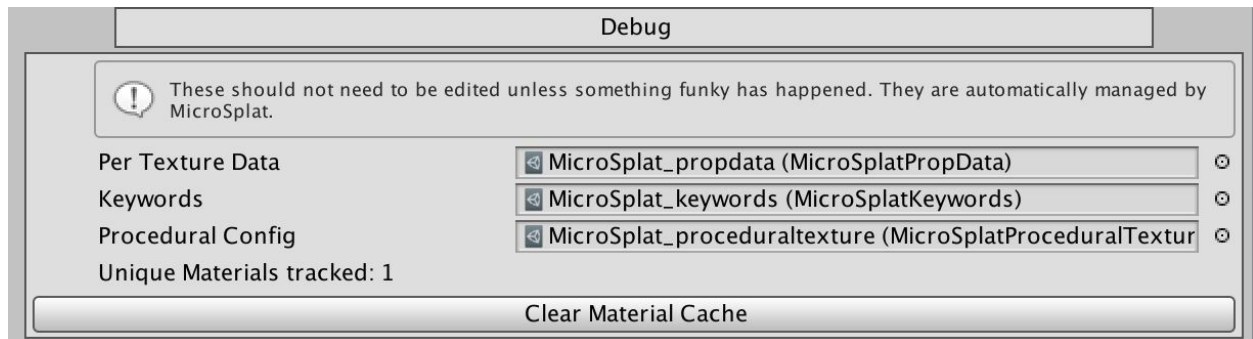 Debug
These should not need to be edited unless something funky has happened. They are automatically managed by
MicroSplat.
Per Texture Data MicroSplat_propdata (MicroSplatPropData)
Keywords MicroSplat_keywords (MicroSplatKeywords)
Procedural Config MicroSplat_proceduraltexture (MicroSplatProceduralTextur
Unique Materials tracked: 1
Clear Material Cache